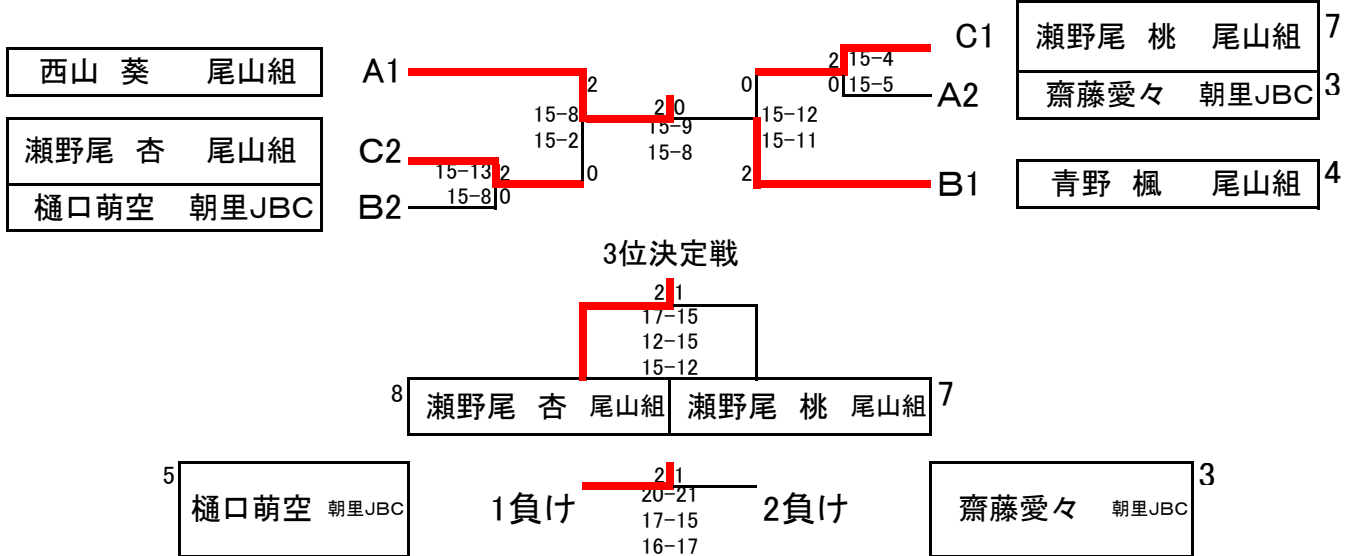 C1
瀬野尾 桃 尾山組
7
西山 葵 尾山組
A1
2
2
15-4
0
0
15-5
A2
齋藤愛々 朝里JBC
3
15-8
2
0
15-12
瀬野尾 杏 尾山組
C2
15-2
15-9
15-11
15-8
15-13
2
0
2
B1
青野 楓 尾山組
4
樋口萌空 朝里JBC
B2
15-8
0
3位決定戦
2
1
17-15
12-15
15-12
8
瀬野尾 杏 尾山組
瀬野尾 桃 尾山組
7
5
樋口萌空 朝里JBC
1負け
2
1
20-21
17-15
16-17
2負け
齋藤愛々 朝里JBC
3